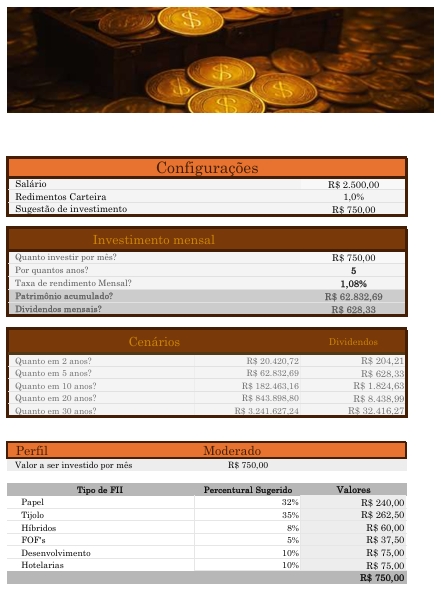 Configurações
Salário R$ 2.500,00
Redimentos Carteira 1,0%
Sugestão de investimento R$ 750,00
Investimento mensal
Quanto investir por mês? R$ 750,00
Por quantos anos? 5
Taxa de rendimento Mensal? 1,08%
Patrimônio acumulado? R$ 62.832,69
Dividendos mensais? R$ 628,33
Cenários Dividendos
Quanto em 2 anos? R$ 20.420,72 R$ 204,21
Quanto em 5 anos? R$ 62.832,69 R$ 628,33
Quanto em 10 anos? R$ 182.463,16 R$ 1.824,63
Quanto em 20 anos? R$ 843.898,80 R$ 8.438,99
Quanto em 30 anos? R$ 3.241.627,24 R$ 32.416,27
Perfil Moderado
Valor a ser investido por mês R$ 750,00
Tipo de FII Percentural Sugerido Valores
Papel 32% R$ 240,00
Tijolo 35% R$ 262,50
Híbridos 8% R$ 60,00
FOF's 5% R$ 37,50
Desenvolvimento 10% R$ 75,00
Hotelarias 10% R$ 75,00
R$ 750,00